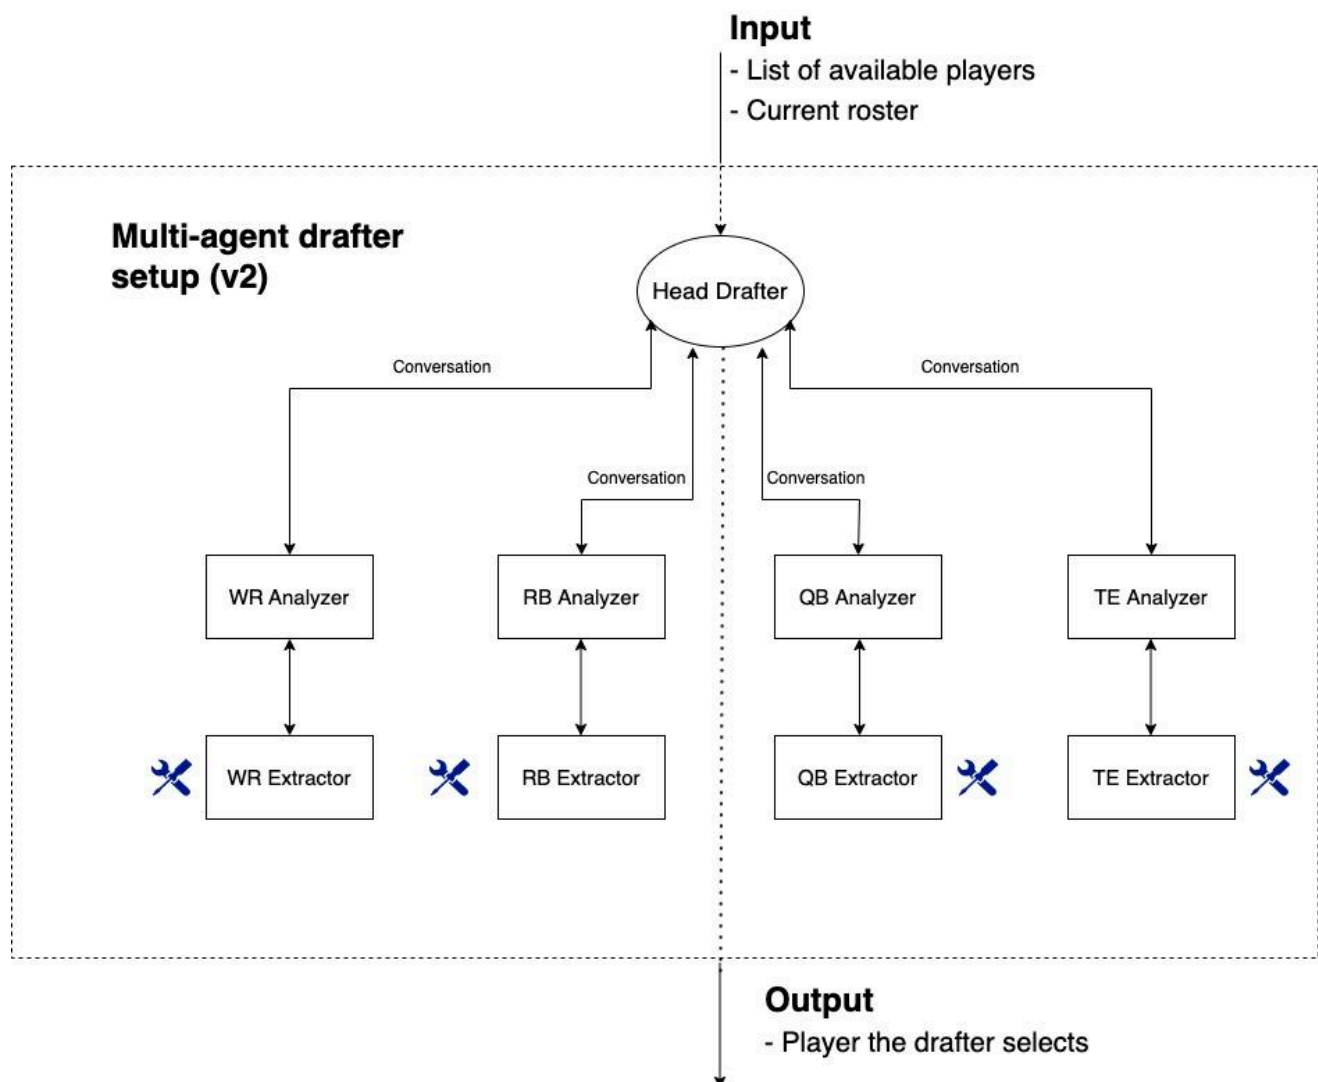 Input
- List of available players
- Current roster
Multi-agent drafter
setup (v2)
Head Drafter
Conversation
Conversation
Conversation
Conversation
WR Analyzer
RB Analyzer
QB Analyzer
TE Analyzer
WR Extractor
RB Extractor
QB Extractor
TE Extractor
Output
- Player the drafter selects